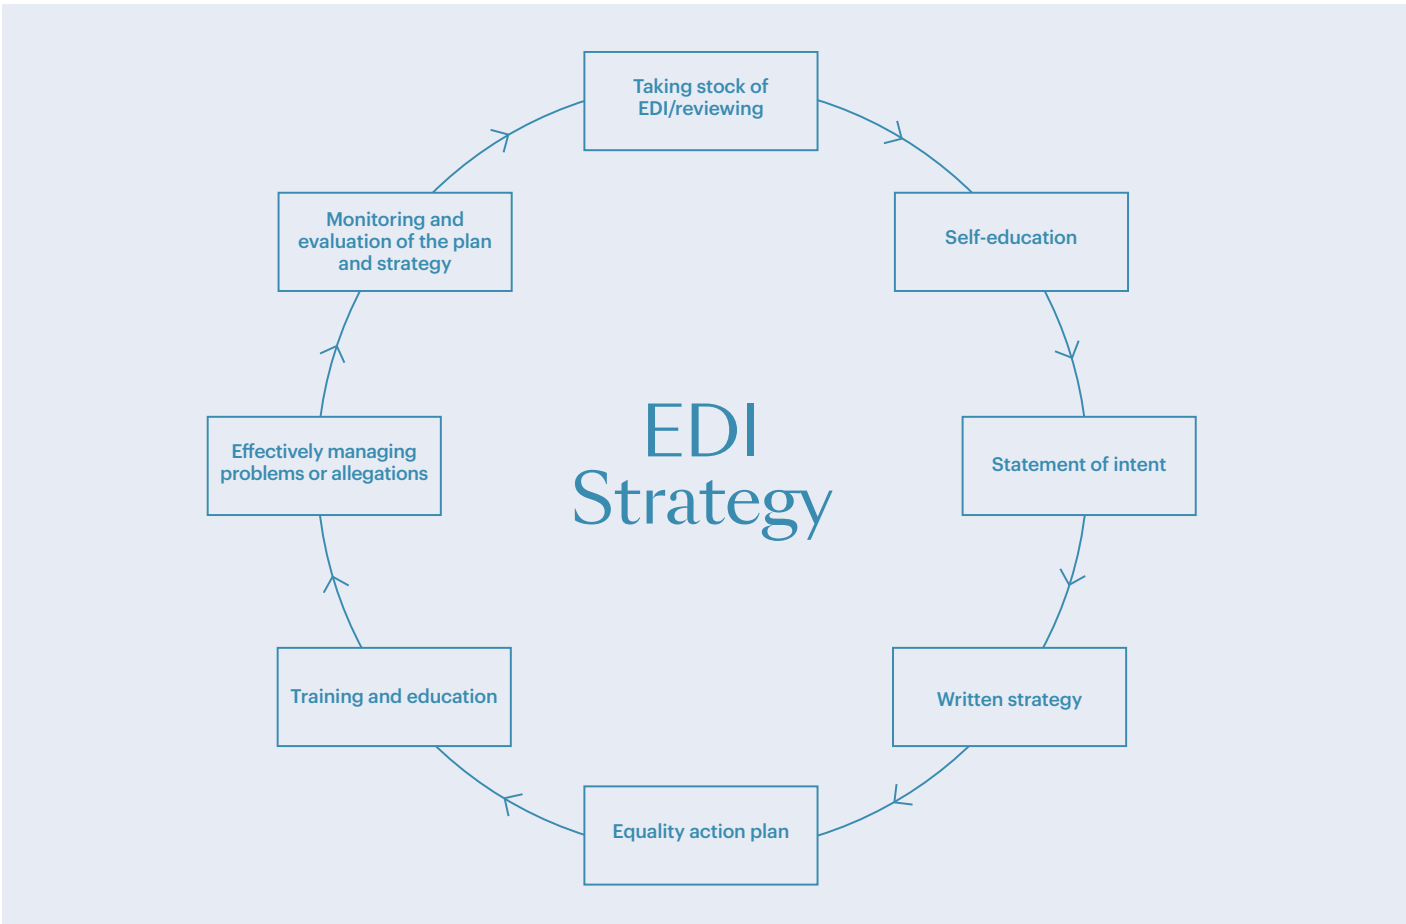 Taking stock of
EDI/reviewing
Self-education
Statement of intent
Written strategy
Equality action plan
Training and education
Effectively managing
problems or allegations
Monitoring and
evaluation of the plan
and strategy
EDI
Strategy